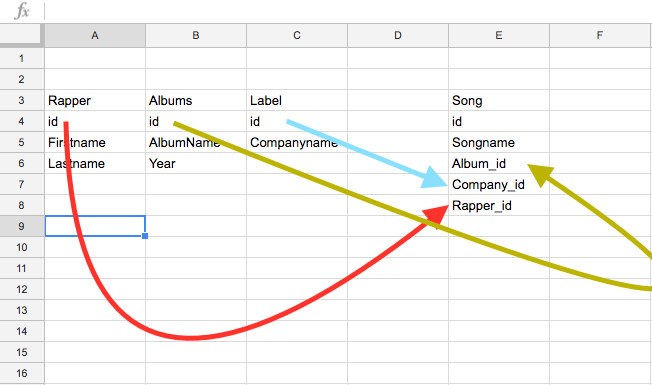 fx
A B C D E F
1
2
3 Rapper Albums Label Song
4 id id id id
5 Firstname AlbumName Companyname Songname
6 Lastname Year Album_id
7 Company_id
8 Rapper_id
9
10
11
12
13
14
15
16